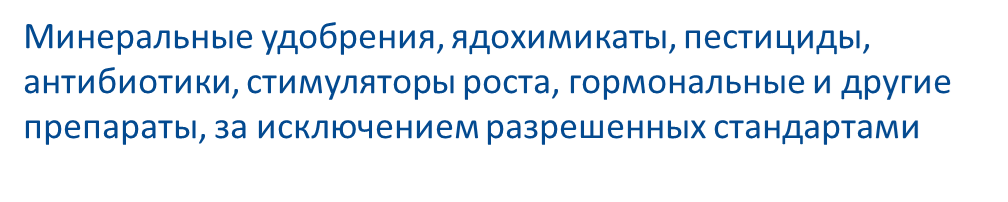 Минеральные удобрения, ядохимикаты, пестициды,
антибиотики, стимуляторы роста, гормональные и другие
препараты, за исключением разрешенных стандартами